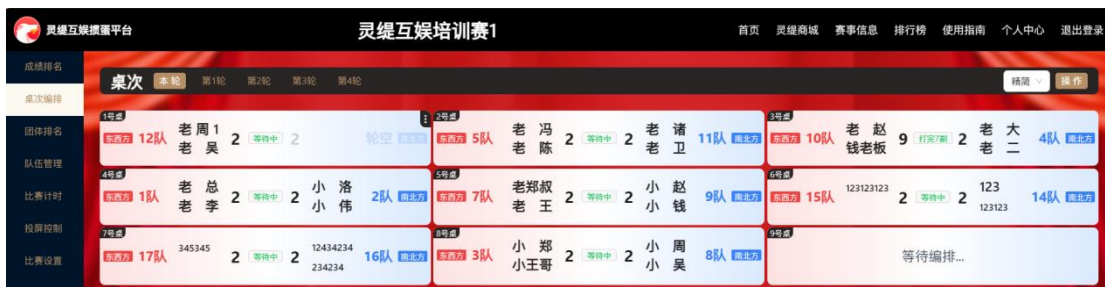 灵缇互娱掼蛋平台 灵缇互娱培训赛1 首页 灵缇商城 赛事信息 排行榜 使用指南 个人中心 退出登录
成绩排名
桌次编排
团体排名
队伍管理
比赛计时
投屏控制
比赛设置
桌次 本轮 第1轮 第2轮 第3轮 第4轮 精简 操作
1号桌
东西方 12队 老周1 老吴 2 等待中 2 轮空 南北方
2号桌
东西方 5队 老冯 老陈 2 等待中 2 老诸 老卫 11队 南北方
3号桌
东西方 10队 老赵 钱老板 9 打完7副 2 老大 老二 4队 南北方
4号桌
东西方 1队 老总 老李 2 等待中 2 小洛 小伟 2队 南北方
5号桌
东西方 7队 老郑叔 老王 2 等待中 2 小赵 小钱 9队 南北方
6号桌
东西方 15队 123123123 2 等待中 2 123 123123 14队 南北方
7号桌
东西方 17队 345345 2 等待中 2 12434234 234234 16队 南北方
8号桌
东西方 3队 小郑 小王哥 2 等待中 2 小周 小吴 8队 南北方
9号桌
等待编排...